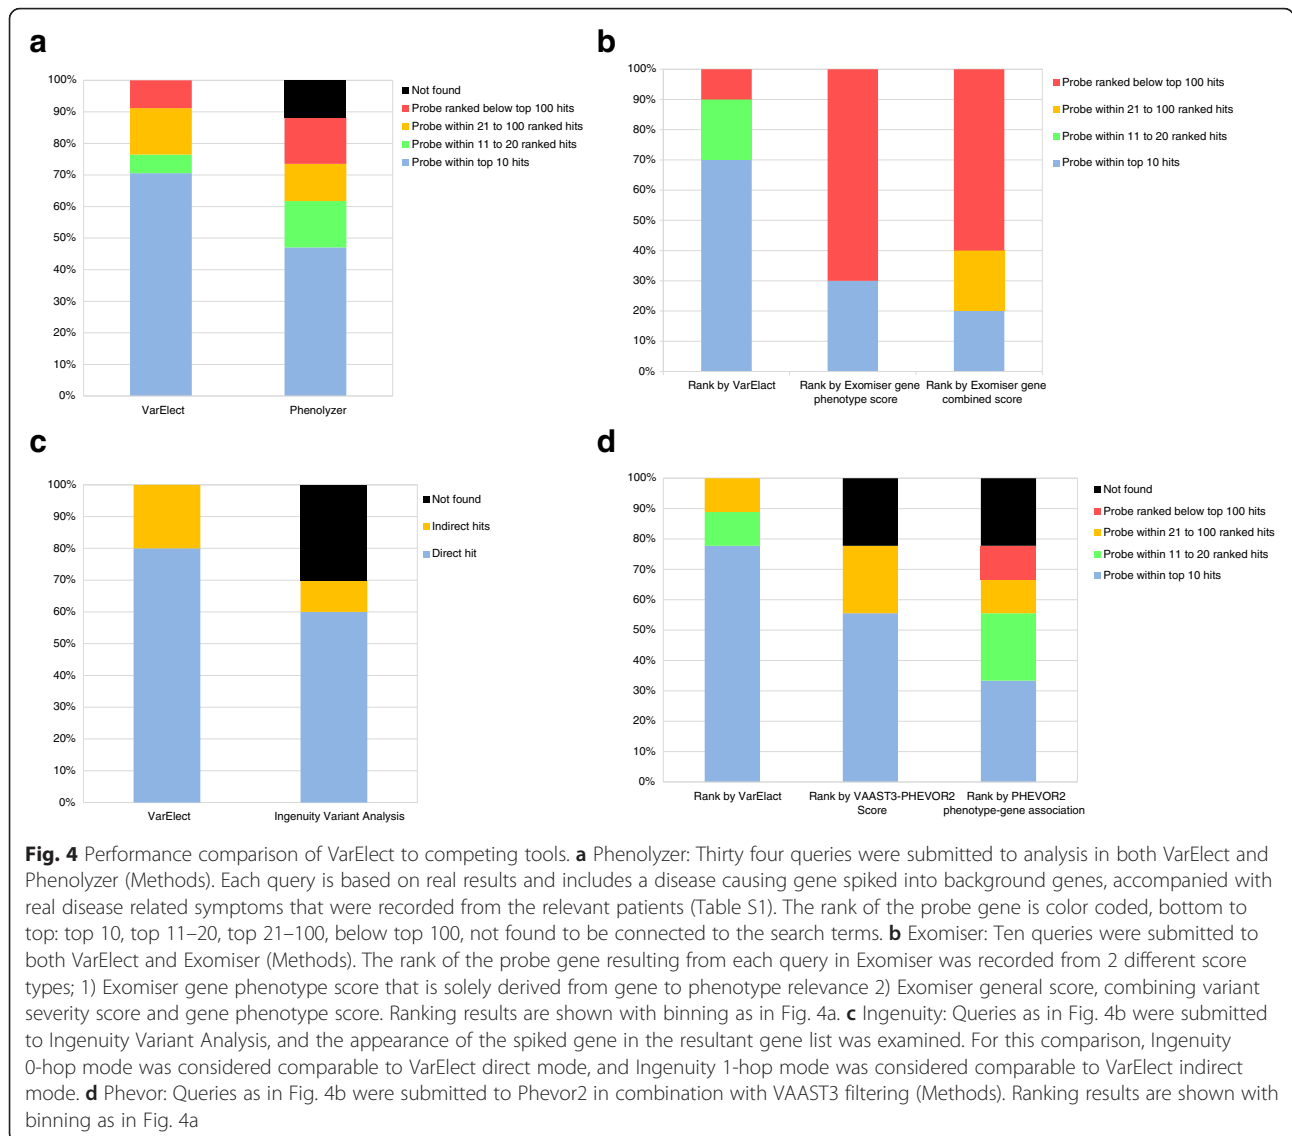 a
100%
90%
80%
70%
60%
50%
40%
30%
20%
10%
0%
VarElect
Phenolyzer
Not found
Probe ranked below top 100 hits
Probe within 21 to 100 ranked hits
Probe within 11 to 20 ranked hits
Probe within top 10 hits
b
100%
90%
80%
70%
60%
50%
40%
30%
20%
10%
0%
Rank by VarElact
Rank by Exomiser gene
phenotype score
Rank by Exomiser gene
combined score
Probe ranked below top 100 hits
Probe within 21 to 100 ranked hits
Probe within 11 to 20 ranked hits
Probe within top 10 hits
c
100%
90%
80%
70%
60%
50%
40%
30%
20%
10%
0%
VarElect
Ingenuity Variant Analysis
Not found
Indirect hits
Direct hit
d
100%
90%
80%
70%
60%
50%
40%
30%
20%
10%
0%
Rank by VarElact
Rank by VAAST3-PHEVOR2
Score
Rank by PHEVOR2
phenotype-gene association
Not found
Probe ranked below top 100 hits
Probe within 21 to 100 ranked hits
Probe within 11 to 20 ranked hits
Probe within top 10 hits
Fig. 4 Performance comparison of VarElect to competing tools. a Phenolyzer: Thirty four queries were submitted to analysis in both VarElect and
Phenolyzer (Methods). Each query is based on real results and includes a disease causing gene spiked into background genes, accompanied with
real disease related symptoms that were recorded from the relevant patients (Table S1). The rank of the probe gene is color coded, bottom to
top: top 10, top 11–20, top 21–100, below top 100, not found to be connected to the search terms. b Exomiser: Ten queries were submitted to
both VarElect and Exomiser (Methods). The rank of the probe gene resulting from each query in Exomiser was recorded from 2 different score
types; 1) Exomiser gene phenotype score that is solely derived from gene to phenotype relevance 2) Exomiser general score, combining variant
severity score and gene phenotype score. Ranking results are shown with binning as in Fig. 4a. c Ingenuity: Queries as in Fig. 4b were submitted
to Ingenuity Variant Analysis, and the appearance of the spiked gene in the resultant gene list was examined. For this comparison, Ingenuity
0-hop mode was considered comparable to VarElect direct mode, and Ingenuity 1-hop mode was considered comparable to VarElect indirect
mode. d Phevor: Queries as in Fig. 4b were submitted to Phevor2 in combination with VAAST3 filtering (Methods). Ranking results are shown with
binning as in Fig. 4a